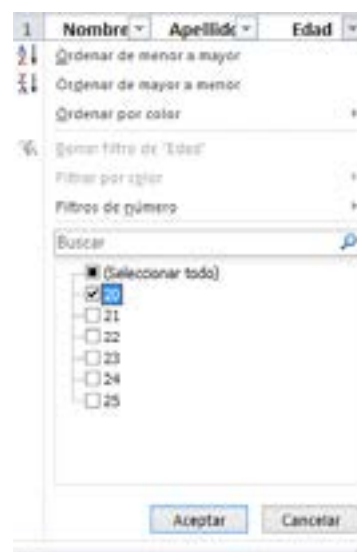 1 Nombre Apellido Edad
Ordenar de menor a mayor
Ordenar de mayor a menor
Ordenar por color
Borrar filtro de "Edad"
Filtrar por color
Filtros de número
Buscar
(Seleccionar todo)
20
21
22
23
24
25
Aceptar Cancelar